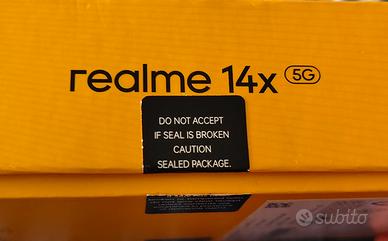 realme 14x 5G
DO NOT ACCEPT
IF SEAL IS BROKEN
CAUTION
SEALED PACKAGE.
subito